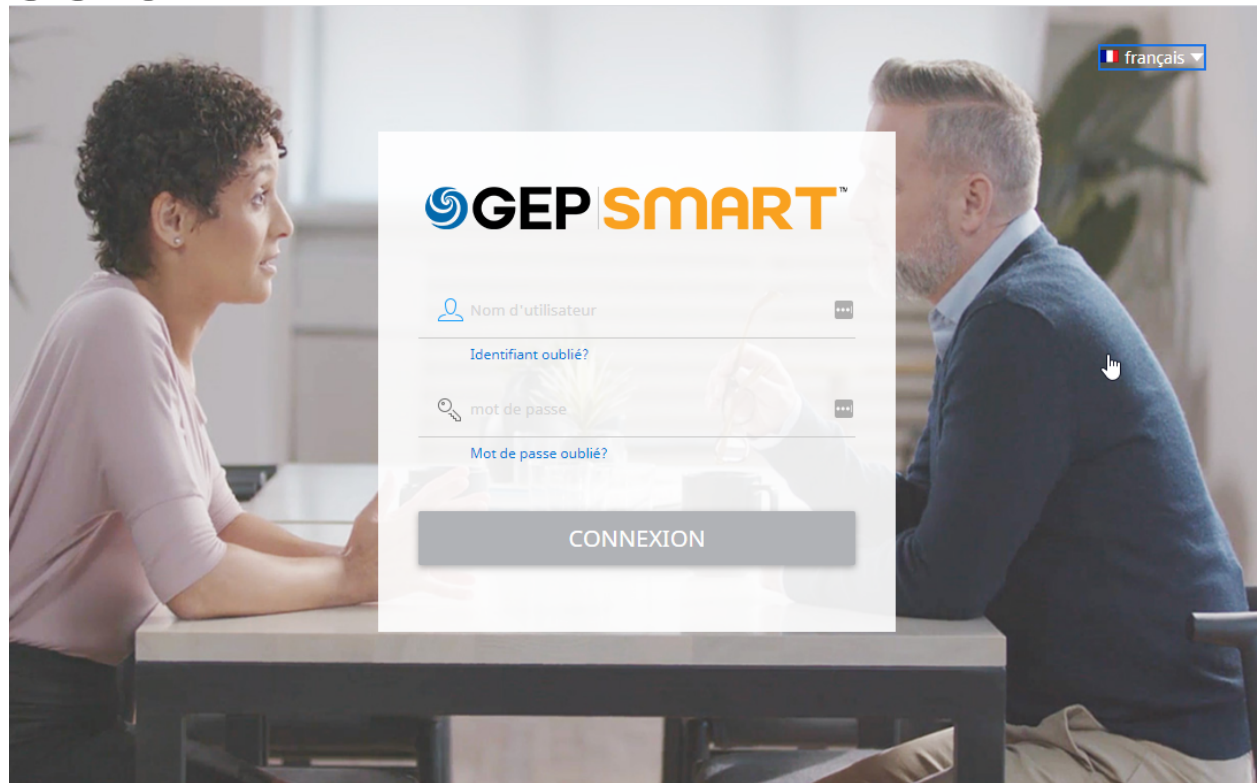 français
GEP SMART™
Nom d'utilisateur
Identifiant oublié?
mot de passe
Mot de passe oublié?
CONNEXION